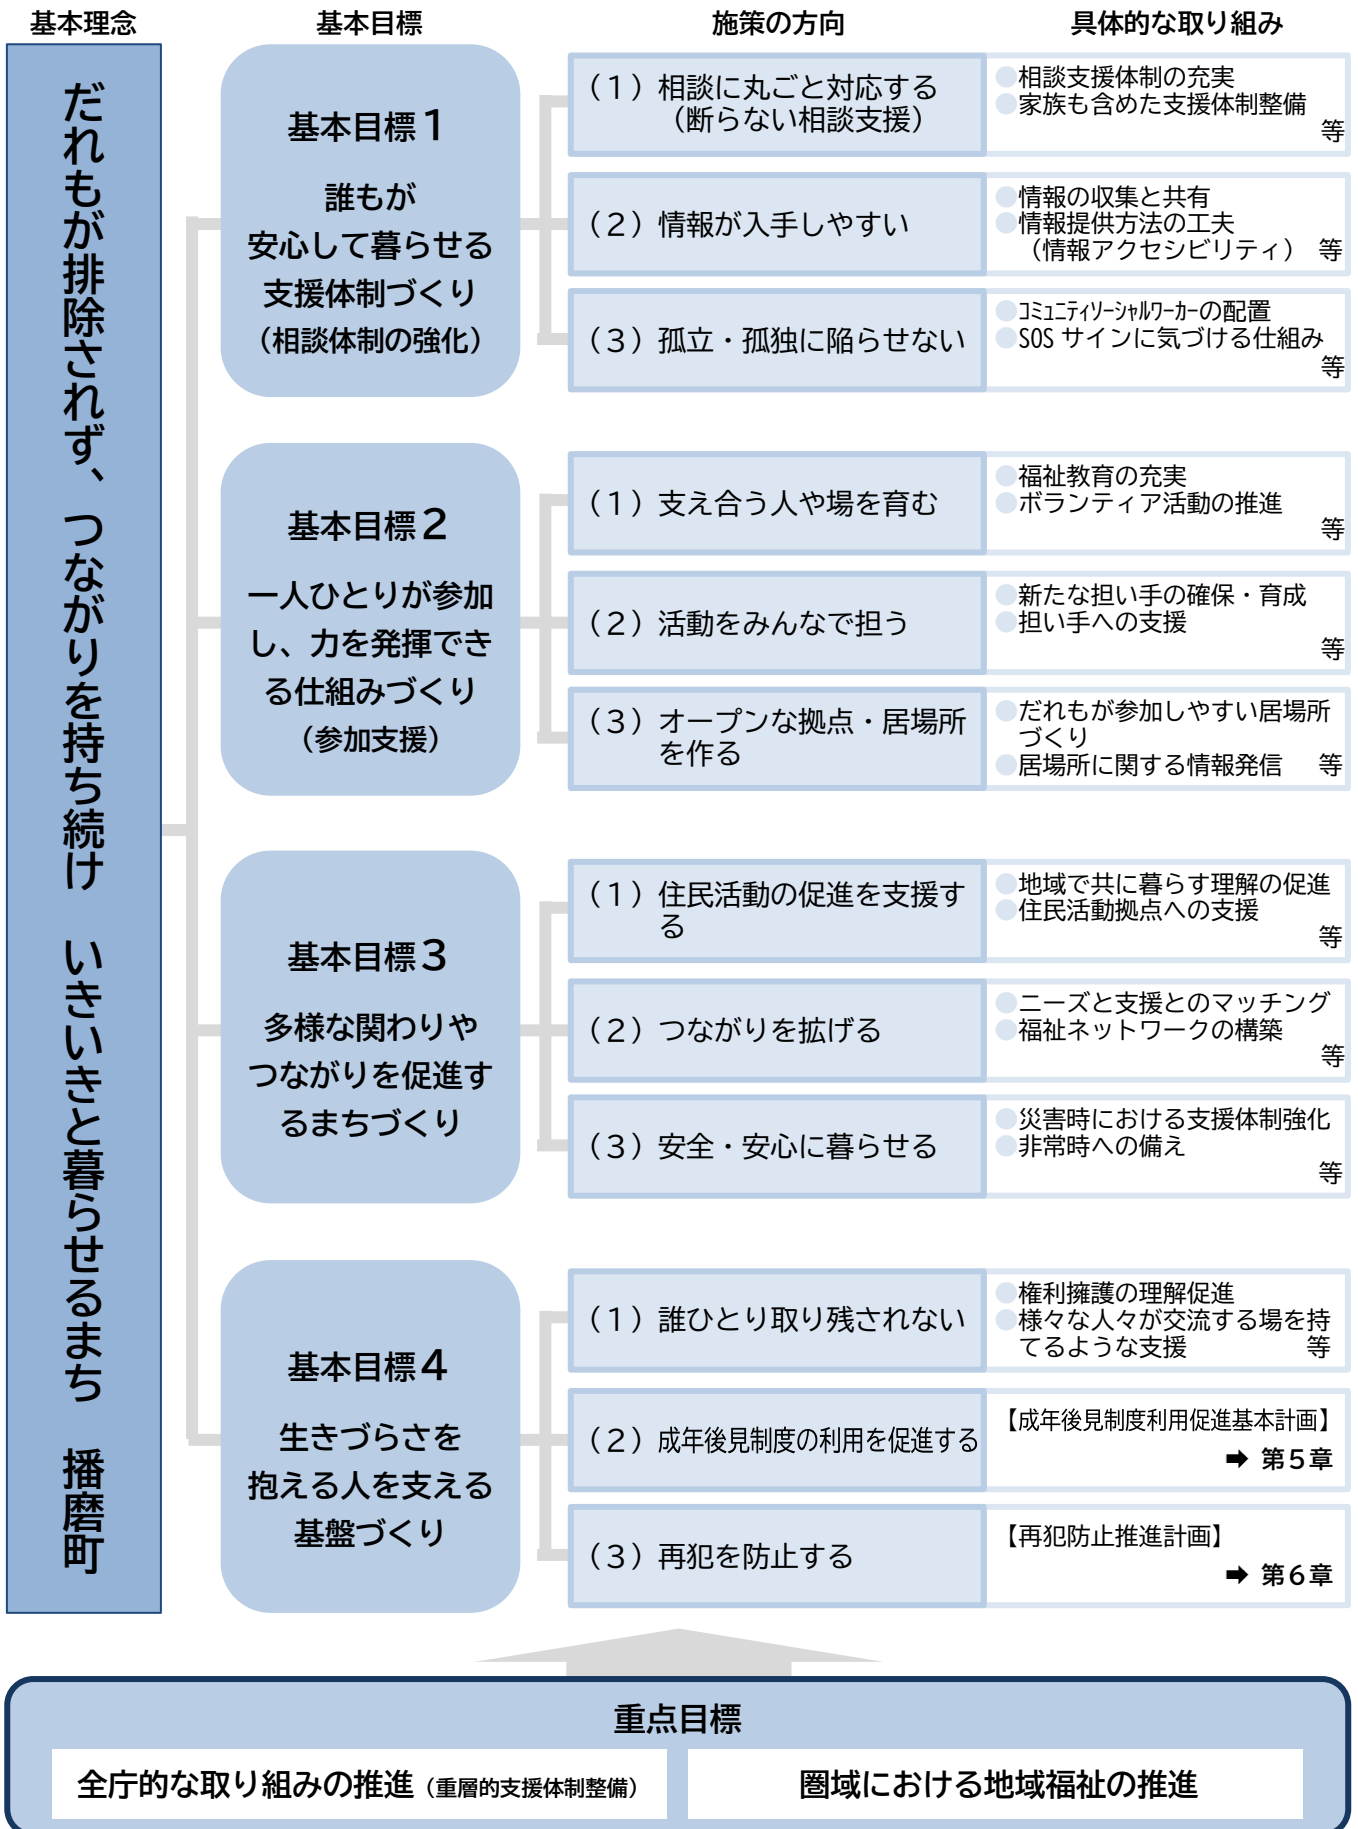 基本理念
基本目標
施策の方向
具体的な取り組み
だれもが排除されず、つながりを持ち続け　いきいきと暮らせるまち　播磨町
基本目標1
誰もが
安心して暮らせる
支援体制づくり
（相談体制の強化）
（1）相談に丸ごと対応する
（断らない相談支援）
●相談支援体制の充実
●家族も含めた支援体制整備
等
（2）情報が入手しやすい
●情報の収集と共有
●情報提供方法の工夫
（情報アクセシビリティ） 等
（3）孤立・孤独に陥らせない
●ｺﾐｭﾆﾃｨｿｰｼｬﾙﾜｰｶｰの配置
●SOS サインに気づける仕組み
等
基本目標2
一人ひとりが参加
し、力を発揮でき
る仕組みづくり
（参加支援）
（1）支え合う人や場を育む
●福祉教育の充実
●ボランティア活動の推進
等
（2）活動をみんなで担う
●新たな担い手の確保・育成
●担い手への支援
等
（3）オープンな拠点・居場所
を作る
●だれもが参加しやすい居場所
づくり
●居場所に関する情報発信 等
基本目標3
多様な関わりや
つながりを促進す
るまちづくり
（1）住民活動の促進を支援す
る
●地域で共に暮らす理解の促進
●住民活動拠点への支援
等
（2）つながりを拡げる
●ニーズと支援とのマッチング
●福祉ネットワークの構築
等
（3）安全・安心に暮らせる
●災害時における支援体制強化
●非常時への備え
等
基本目標4
生きづらさを
抱える人を支える
基盤づくり
（1）誰ひとり取り残されない
●権利擁護の理解促進
●様々な人々が交流する場を持
てるような支援 等
（2）成年後見制度の利用を促進する
【成年後見制度利用促進基本計画】
➡ 第5章
（3）再犯を防止する
【再犯防止推進計画】
➡ 第6章
重点目標
全庁的な取り組みの推進（重層的支援体制整備）
圏域における地域福祉の推進